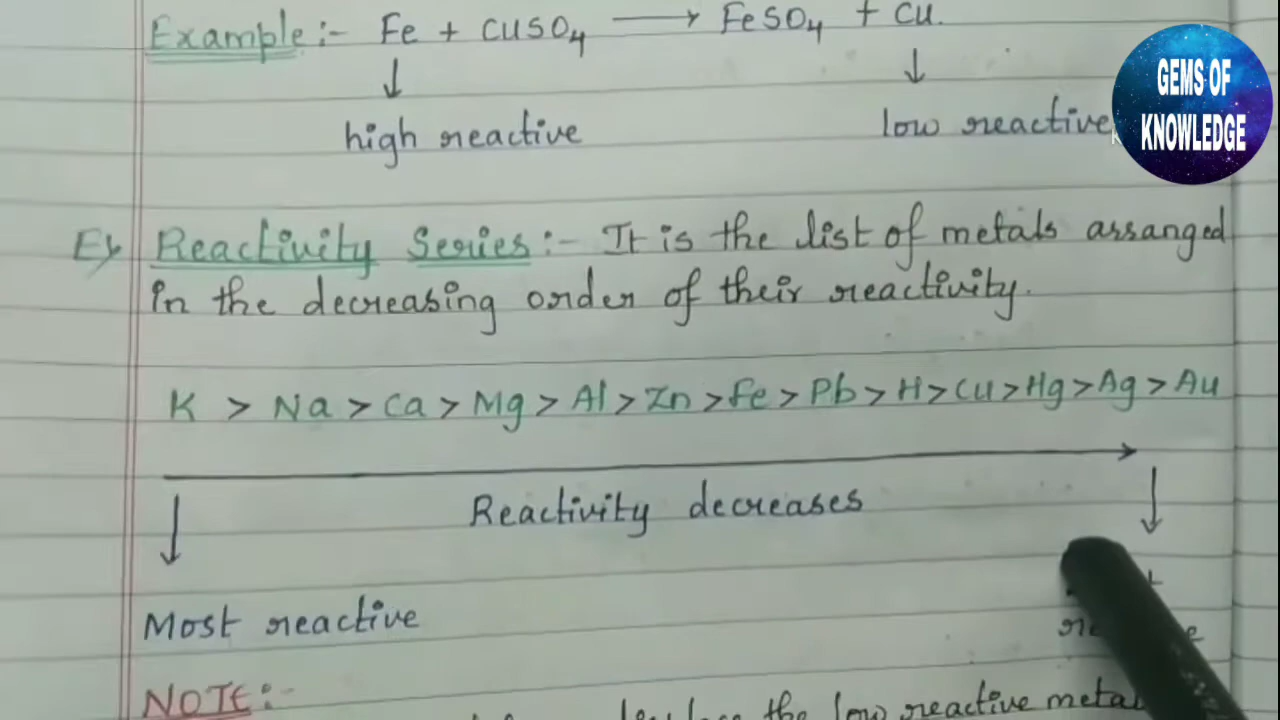 Example :- Fe + CuSO4 → FeSO4 + Cu.
↓ ↓
high reactive low reactive
GEMS OF
KNOWLEDGE
E) Reactivity Series :- It is the list of metals arranged
in the decreasing order of their reactivity.
K > Na > Ca > Mg > Al > Zn > Fe > Pb > H > Cu > Hg > Ag > Au
Reactivity decreases
Most reactive
NOTE :-
the low reactive metal